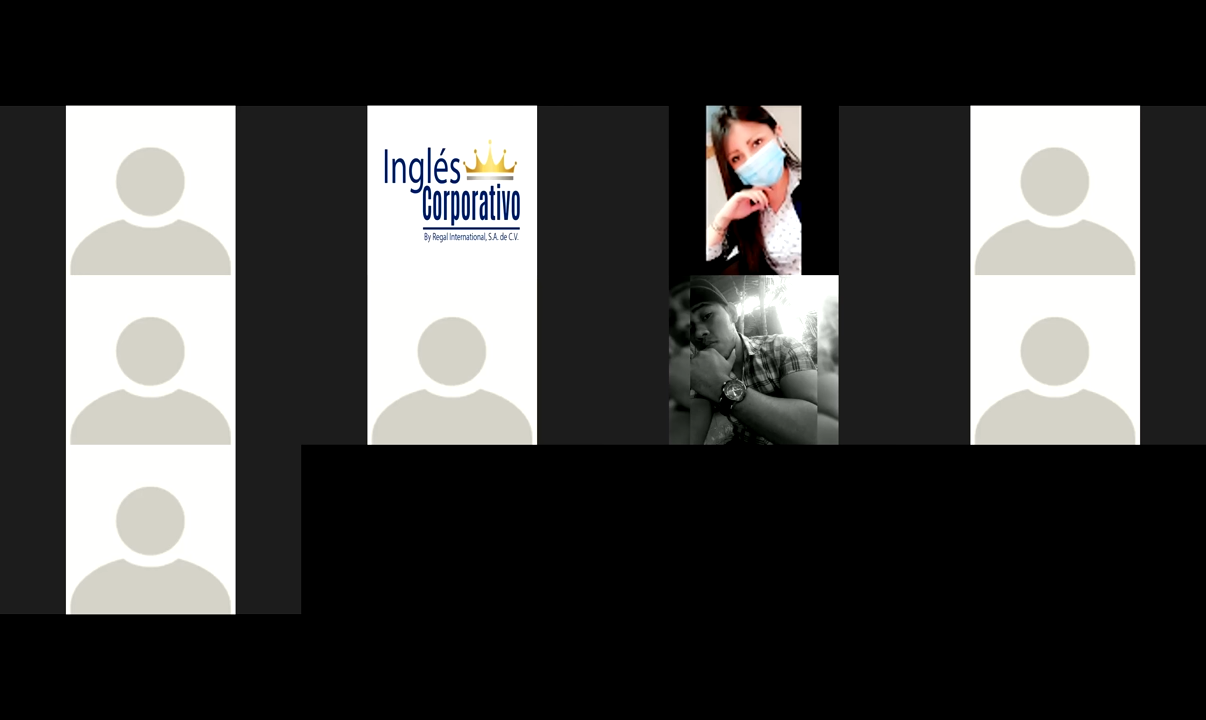 Inglés
Corporativo
By Regal International, S.A. de C.V.